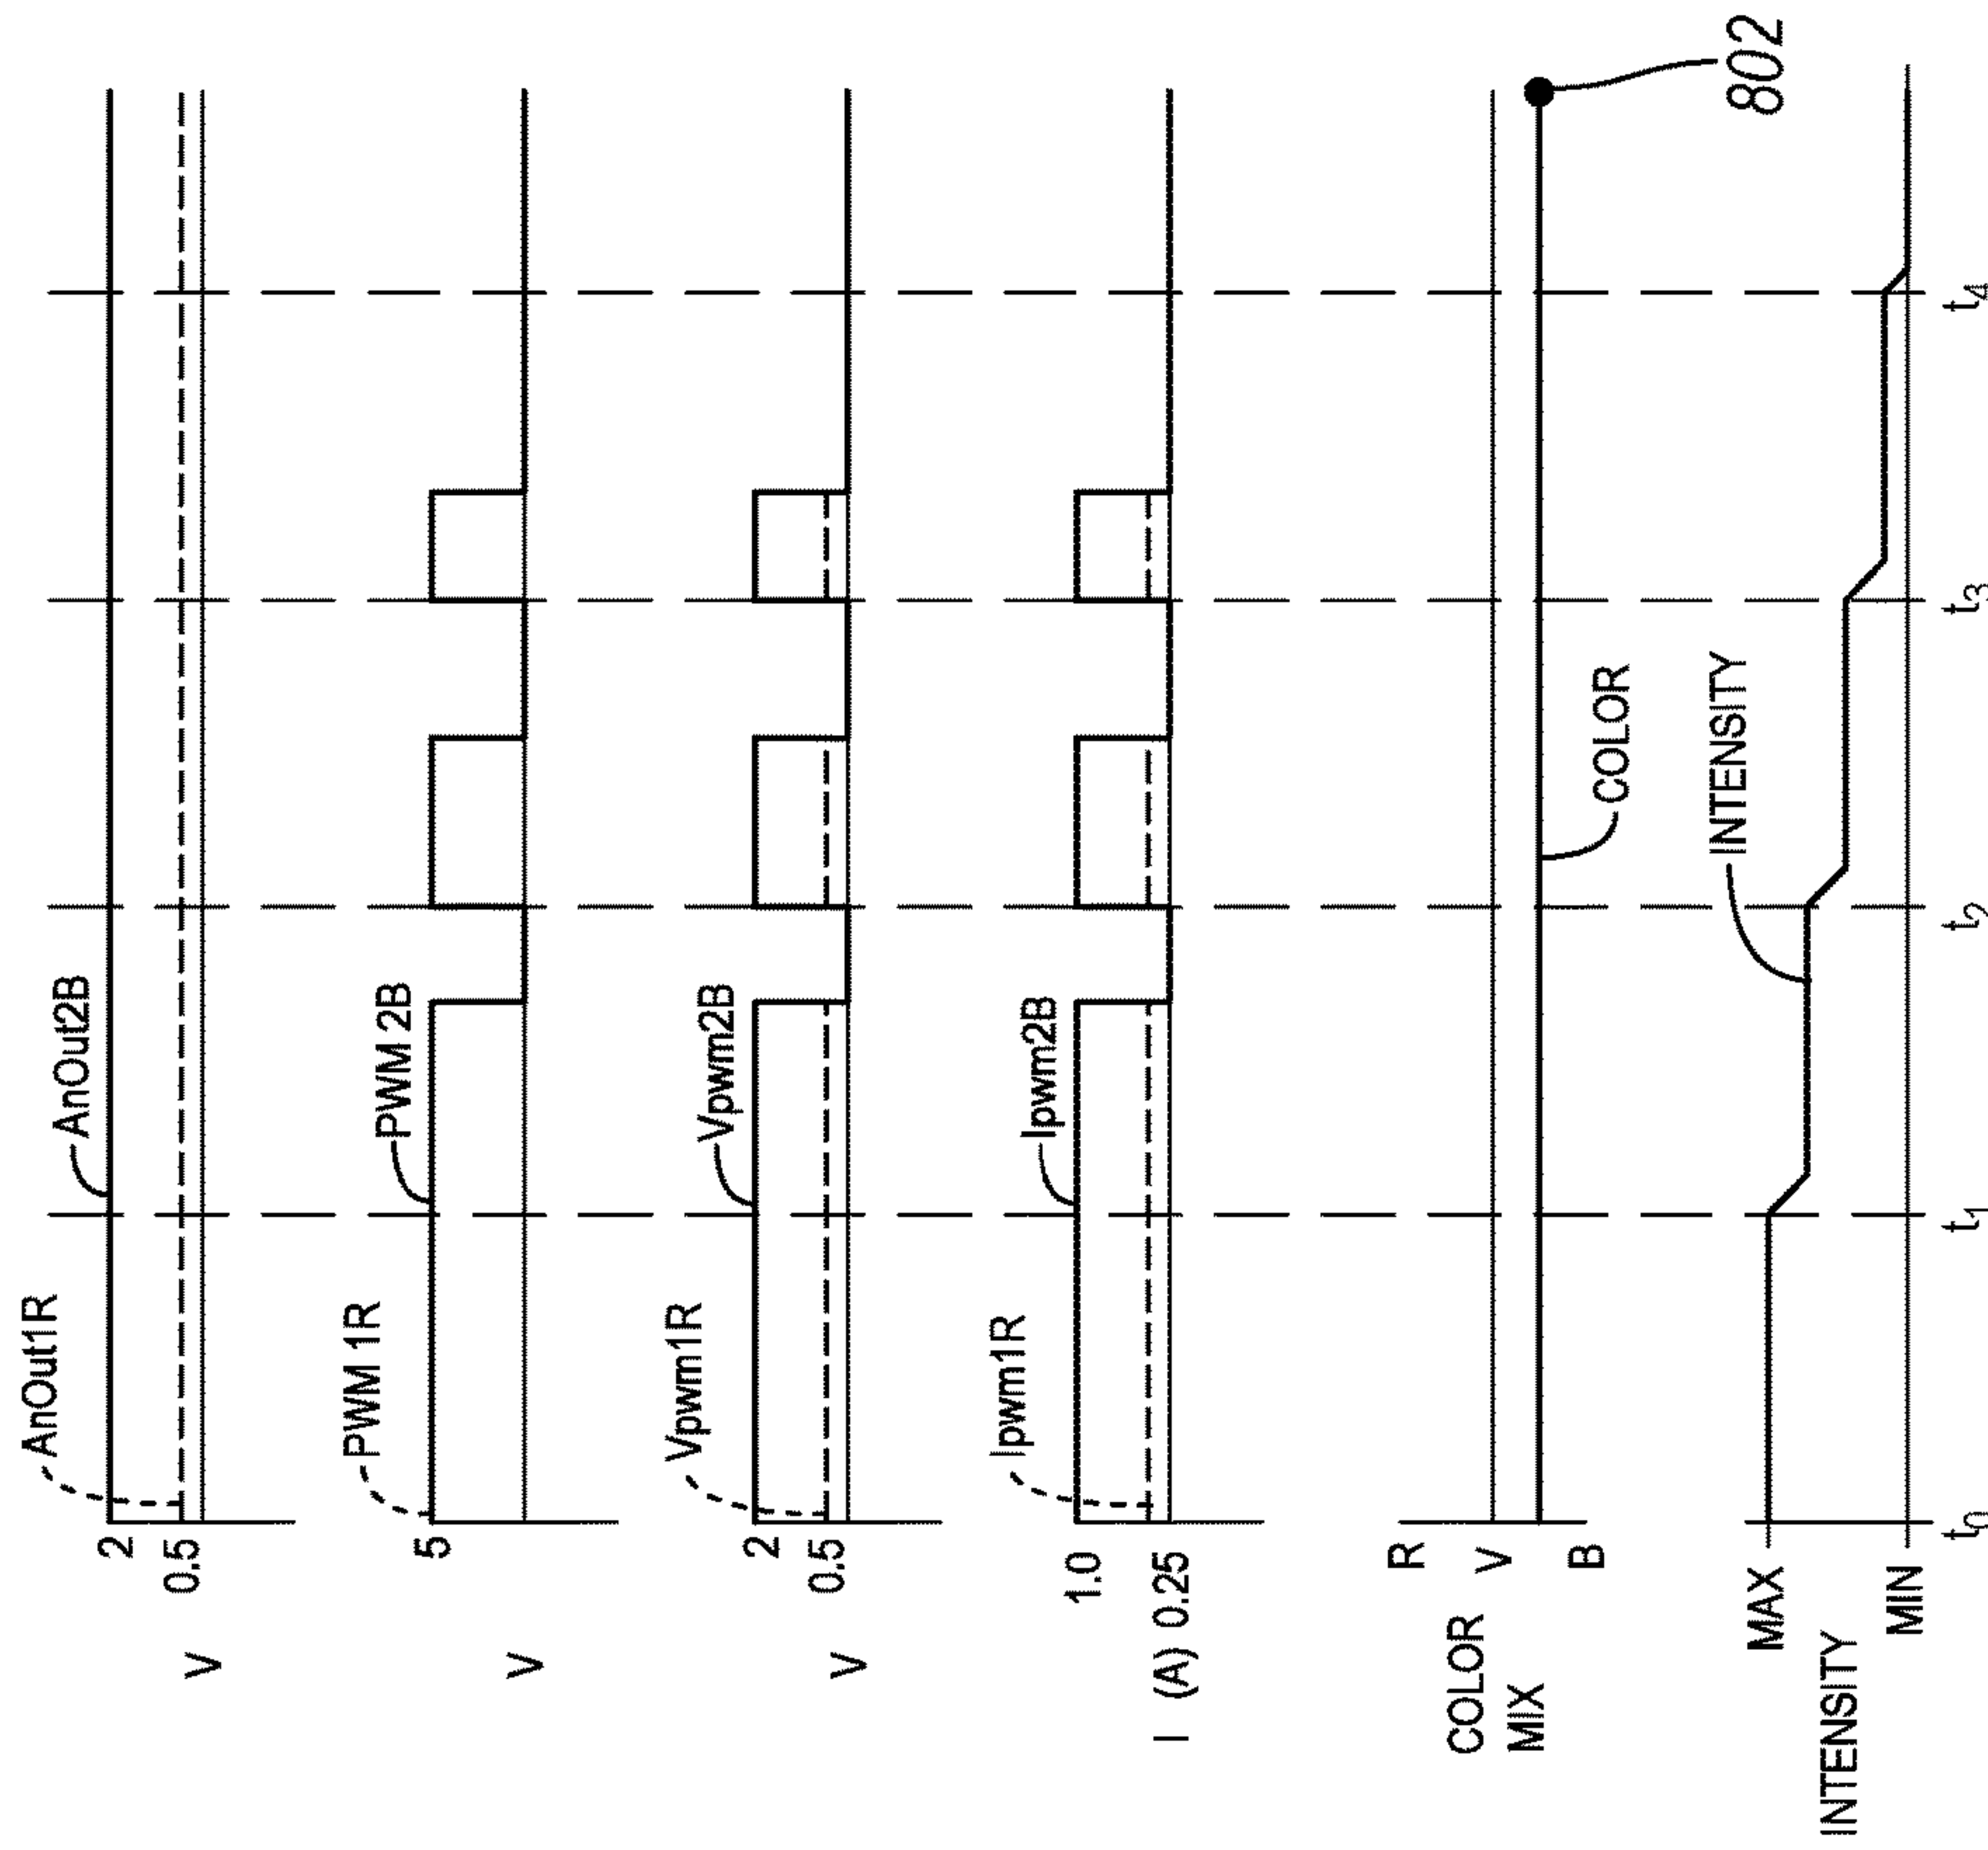 AnOut1R
AnOut2B
2
0.5
V
PWM 1R
PWM 2B
5
V
Vpwm1R
Vpwm2B
2
0.5
V
Ipwm1R
Ipwm2B
1.0
I (A) 0.25
R
V
B
COLOR
MIX
802
COLOR
INTENSITY
MAX
INTENSITY
MIN
t0 t1 t2 t3 t4